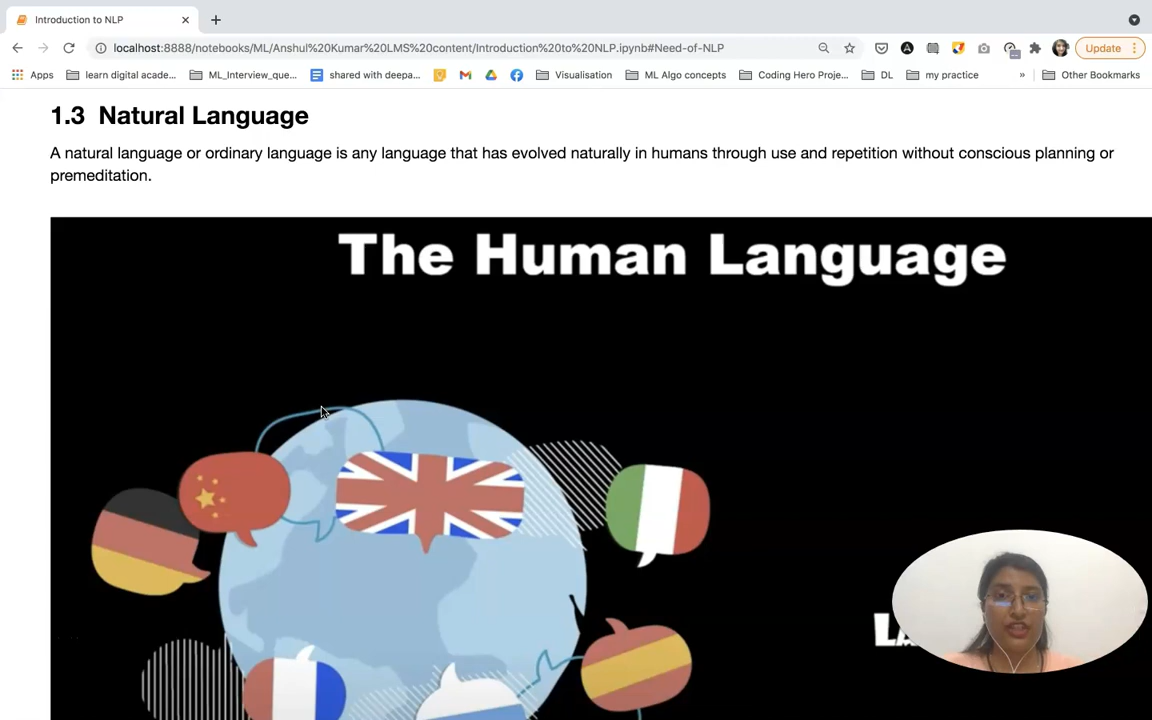 Introduction to NLP
localhost:8888/notebooks/ML/Anshul%20Kumar%20LMS%20content/Introduction%20to%20NLP.ipynb#Need-of-NLP
Update
Apps
learn digital acade...
ML_Interview_que...
shared with deepa...
Visualisation
ML Algo concepts
Coding Hero Proje...
DL
my practice
»
Other Bookmarks
1.3 Natural Language
A natural language or ordinary language is any language that has evolved naturally in humans through use and repetition without conscious planning or
premeditation.
The Human Language